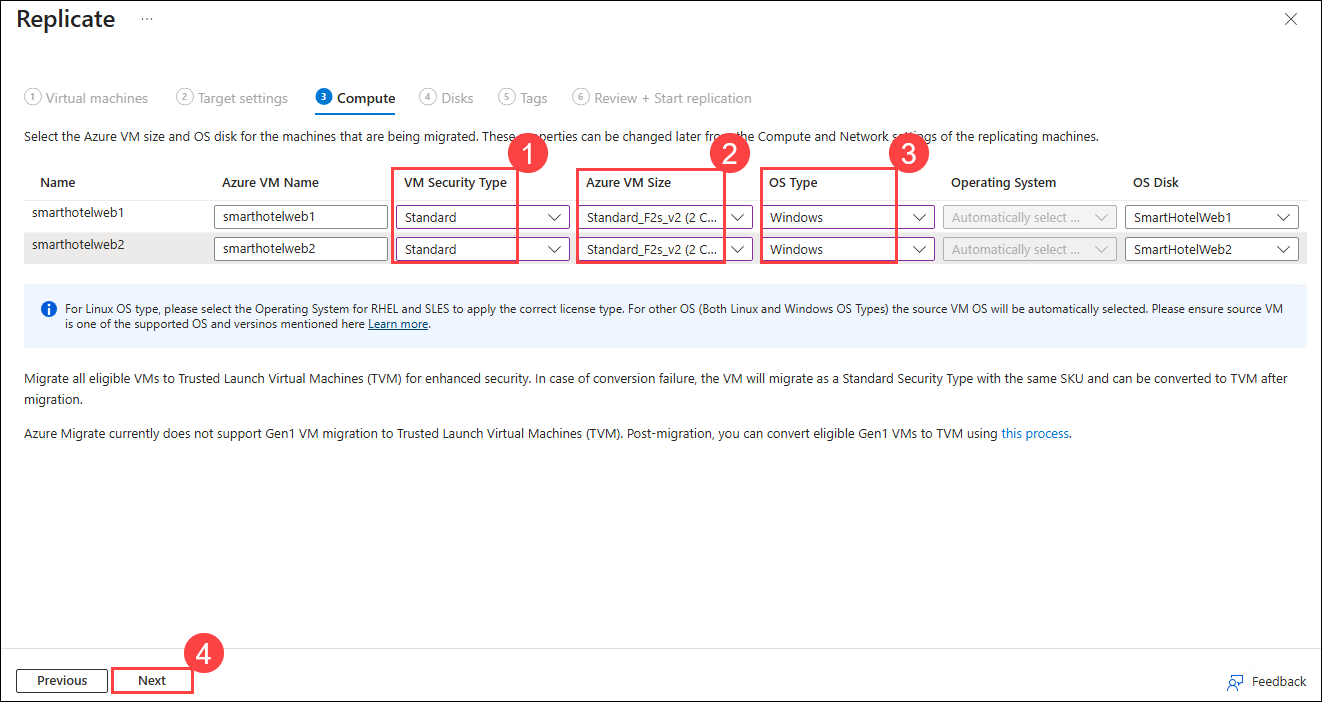 Replicate ...
1 Virtual machines 2 Target settings 3 Compute 4 Disks 5 Tags 6 Review + Start replication
Select the Azure VM size and OS disk for the machines that are being migrated. These properties can be changed later from the Compute and Network settings of the replicating machines.
1 2 3
Name Azure VM Name VM Security Type Azure VM Size OS Type Operating System OS Disk
smarthotelweb1 smarthotelweb1 Standard Standard_F2s_v2 (2 C... Windows Automatically select ... SmartHotelWeb1
smarthotelweb2 smarthotelweb2 Standard Standard_F2s_v2 (2 C... Windows Automatically select ... SmartHotelWeb2
For Linux OS type, please select the Operating System for RHEL and SLES to apply the correct license type. For other OS (Both Linux and Windows OS Types) the source VM OS will be automatically selected. Please ensure source VM
is one of the supported OS and versinos mentioned here Learn more.
Migrate all eligible VMs to Trusted Launch Virtual Machines (TVM) for enhanced security. In case of conversion failure, the VM will migrate as a Standard Security Type with the same SKU and can be converted to TVM after
migration.
Azure Migrate currently does not support Gen1 VM migration to Trusted Launch Virtual Machines (TVM). Post-migration, you can convert eligible Gen1 VMs to TVM using this process.
4
Previous Next Feedback